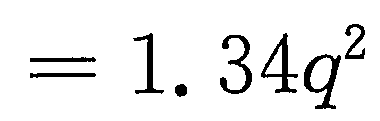 = 1.34q²